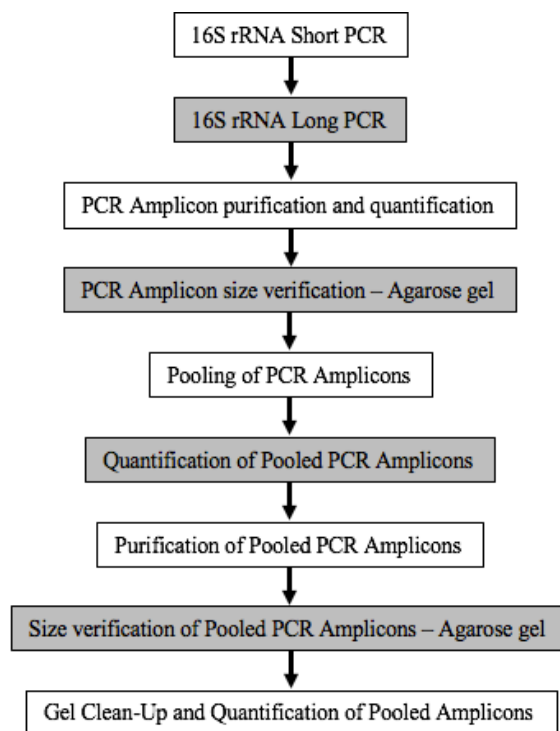 16S rRNA Short PCR
16S rRNA Long PCR
PCR Amplicon purification and quantification
PCR Amplicon size verification – Agarose gel
Pooling of PCR Amplicons
Quantification of Pooled PCR Amplicons
Purification of Pooled PCR Amplicons
Size verification of Pooled PCR Amplicons – Agarose gel
Gel Clean-Up and Quantification of Pooled Amplicons